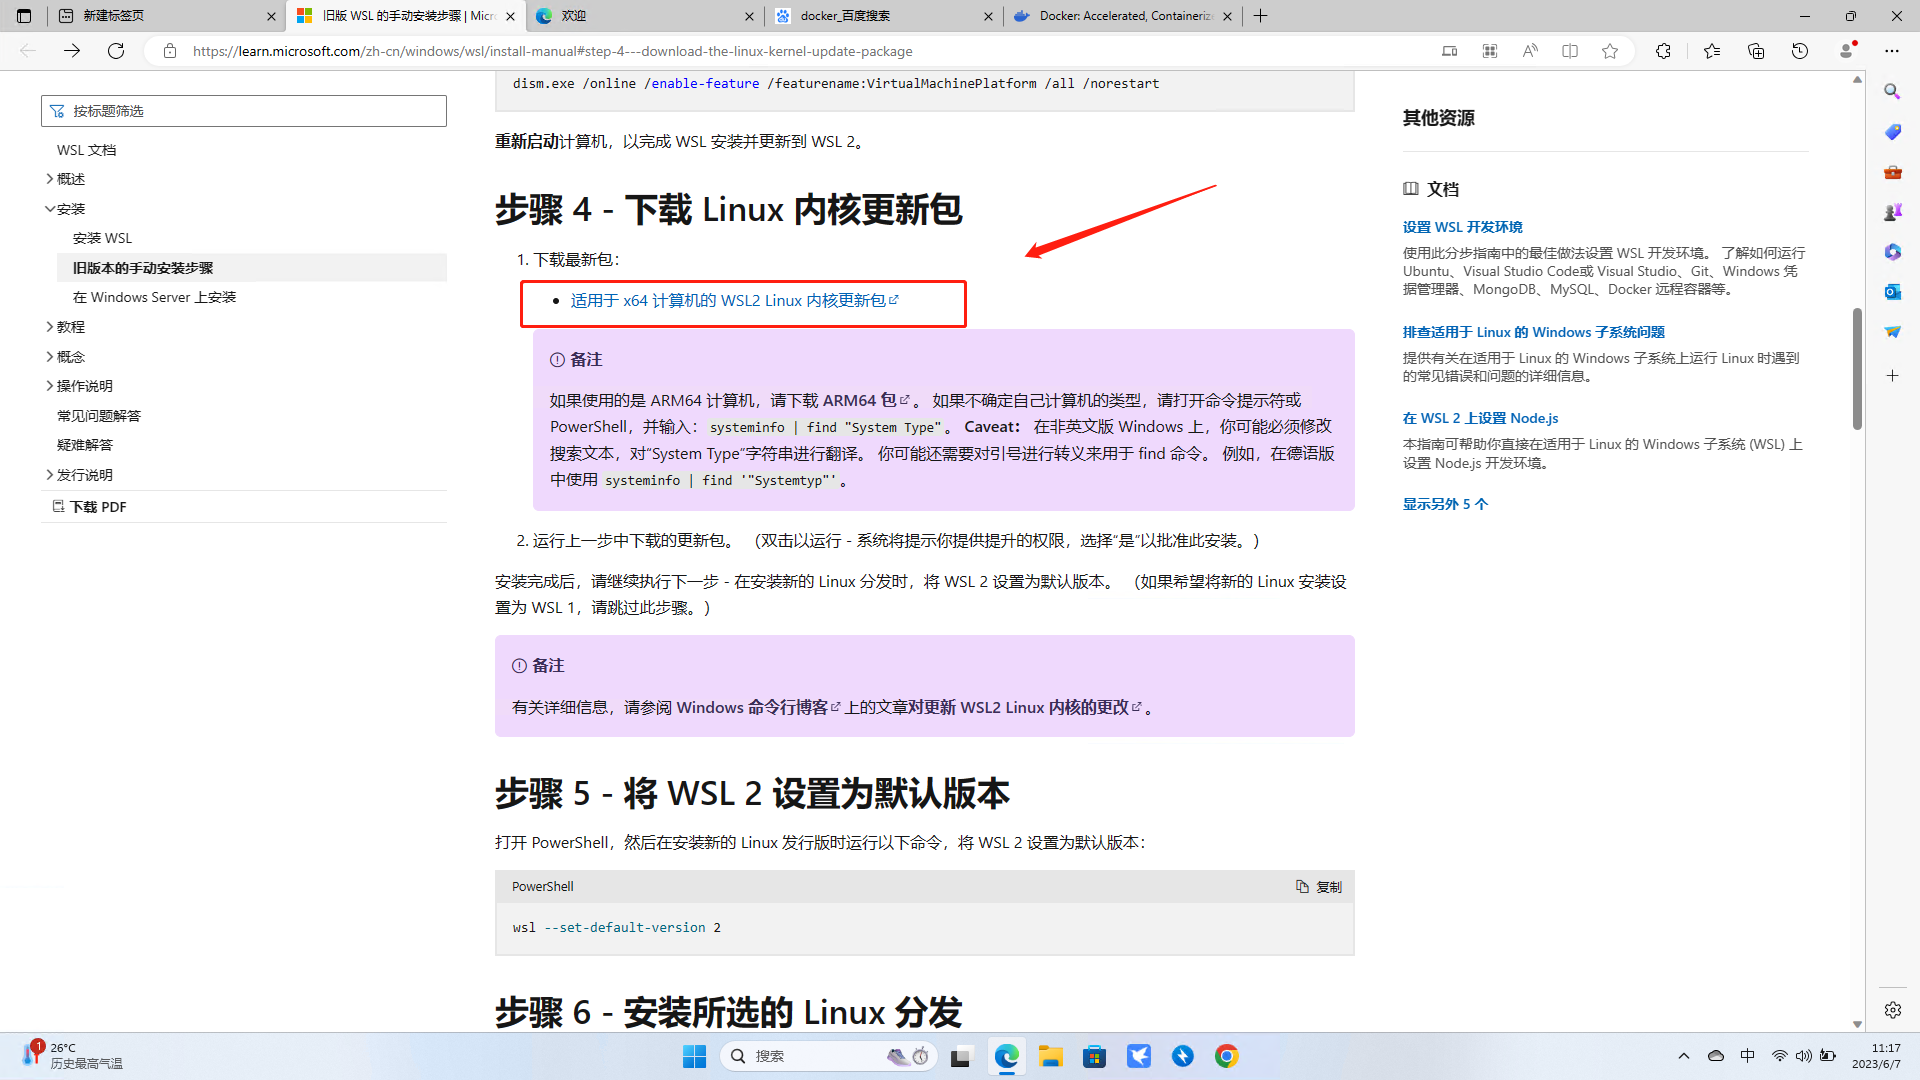 新建标签页
旧版 WSL 的手动安装步骤 | Micr
欢迎
docker_百度搜索
Docker: Accelerated, Containerize
https://learn.microsoft.com/zh-cn/windows/wsl/install-manual#step-4---download-the-linux-kernel-update-package
按标题筛选
WSL 文档
概述
安装
安装 WSL
旧版本的手动安装步骤
在 Windows Server 上安装
教程
概念
操作说明
常见问题解答
疑难解答
发行说明
下载 PDF
dism.exe /online /enable-feature /featurename:VirtualMachinePlatform /all /norestart
重新启动计算机，以完成 WSL 安装并更新到 WSL 2。
步骤 4 - 下载 Linux 内核更新包
1. 下载最新包：
• 适用于 x64 计算机的 WSL2 Linux 内核更新包
备注
如果使用的是 ARM64 计算机，请下载 ARM64 包。 如果不确定自己计算机的类型，请打开命令提示符或
PowerShell，并输入： systeminfo | find "System Type"。 Caveat： 在非英文版 Windows 上，你可能必须修改
搜索文本，对“System Type”字符串进行翻译。 你可能还需要对引号进行转义来用于 find 命令。 例如，在德语版
中使用 systeminfo | find '"Systemtyp"'。
2. 运行上一步中下载的更新包。 （双击以运行 - 系统将提示你提供提升的权限，选择“是”以批准此安装。）
安装完成后，请继续执行下一步 - 在安装新的 Linux 分发时，将 WSL 2 设置为默认版本。 （如果希望将新的 Linux 安装设
置为 WSL 1，请跳过此步骤。）
备注
有关详细信息，请参阅 Windows 命令行博客上的文章对更新 WSL2 Linux 内核的更改。
步骤 5 - 将 WSL 2 设置为默认版本
打开 PowerShell，然后在安装新的 Linux 发行版时运行以下命令，将 WSL 2 设置为默认版本：
PowerShell
复制
wsl --set-default-version 2
步骤 6 - 安装所选的 Linux 分发
其他资源
文档
设置 WSL 开发环境
使用此分步指南中的最佳做法设置 WSL 开发环境。 了解如何运行
Ubuntu、Visual Studio Code或 Visual Studio、Git、Windows 凭
据管理器、MongoDB、MySQL、Docker 远程容器等。
排查适用于 Linux 的 Windows 子系统问题
提供有关在适用于 Linux 的 Windows 子系统上运行 Linux 时遇到
的常见错误和问题的详细信息。
在 WSL 2 上设置 Node.js
本指南可帮助你直接在适用于 Linux 的 Windows 子系统 (WSL) 上
设置 Node.js 开发环境。
显示另外 5 个
1
26°C
历史最高气温
搜索
中
11:17
2023/6/7